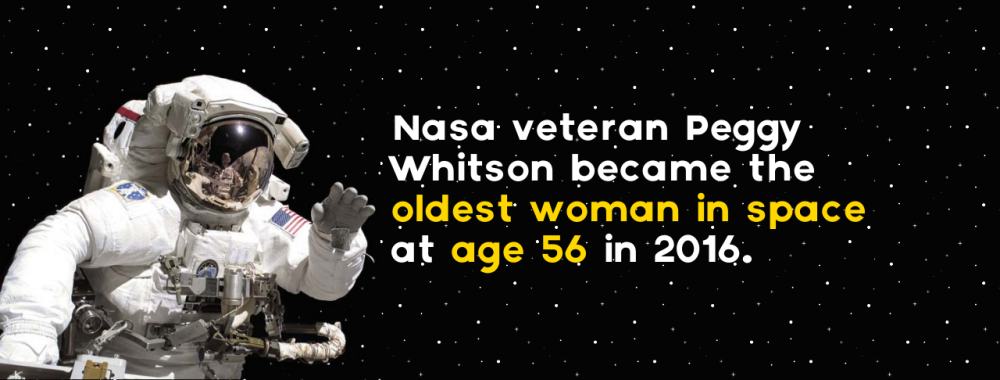 Nasa veteran Peggy
Whitson became the
oldest woman in space
at age 56 in 2016.